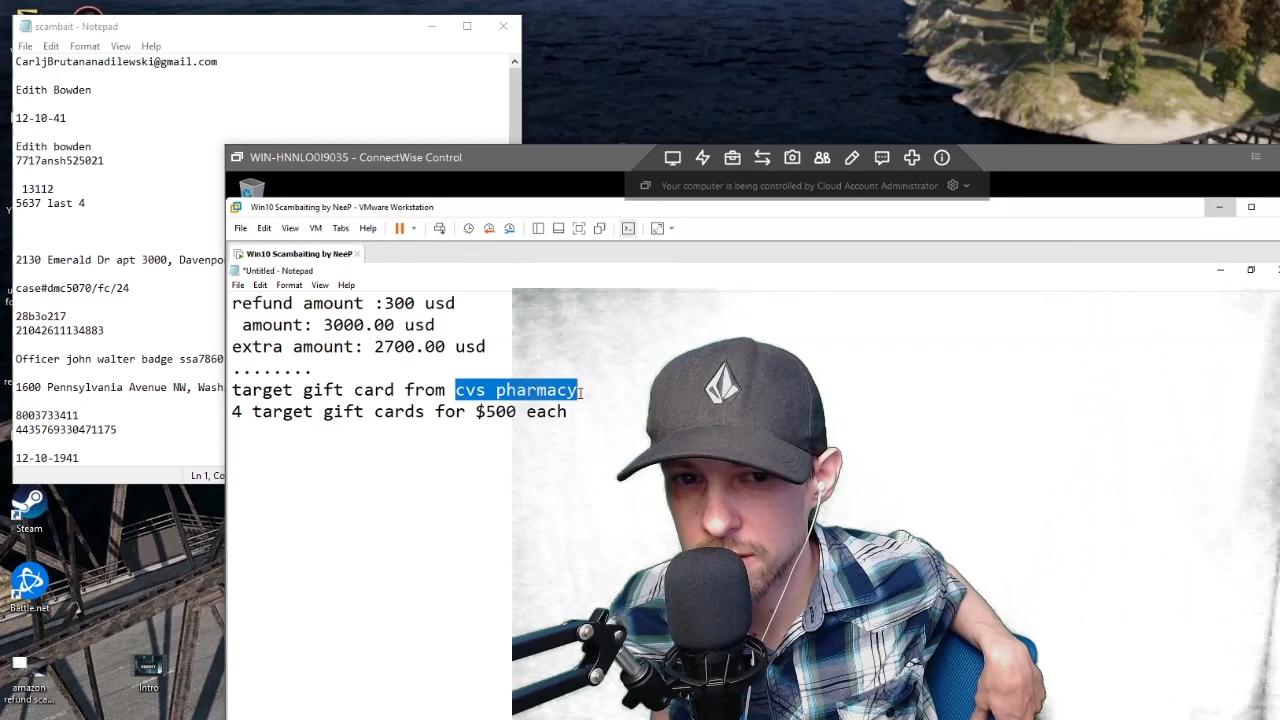 scambait - Notepad
File Edit Format View Help
CarljBrutananadilewski@gmail.com
Edith Bowden
12-10-41
Edith bowden
7717ansh525021
13112
5637 last 4
2130 Emerald Dr apt 3000,
case#dmc5070/fc/24
28b3o217
21042611134883
Officer john walter badge ssa7860
1600 Pennsylvania Avenue NW,
8003733411
4435769330471175
12-10-1941
Ln 1,
WIN-HNNLO0I9035 - ConnectWise Control
Your computer is being controlled by Cloud Account Administrator
Win10 Scambaiting by NeeP - VMware Workstation
File Edit View VM Tabs Help
Win10 Scambaiting by NeeP
*Untitled - Notepad
File Edit Format View Help
refund amount :300 usd
amount: 3000.00 usd
extra amount: 2700.00 usd
........
target gift card from cvs pharmacy
4 target gift cards for $500 each
Steam
Battle.net
amazon
refund sca...
Intro